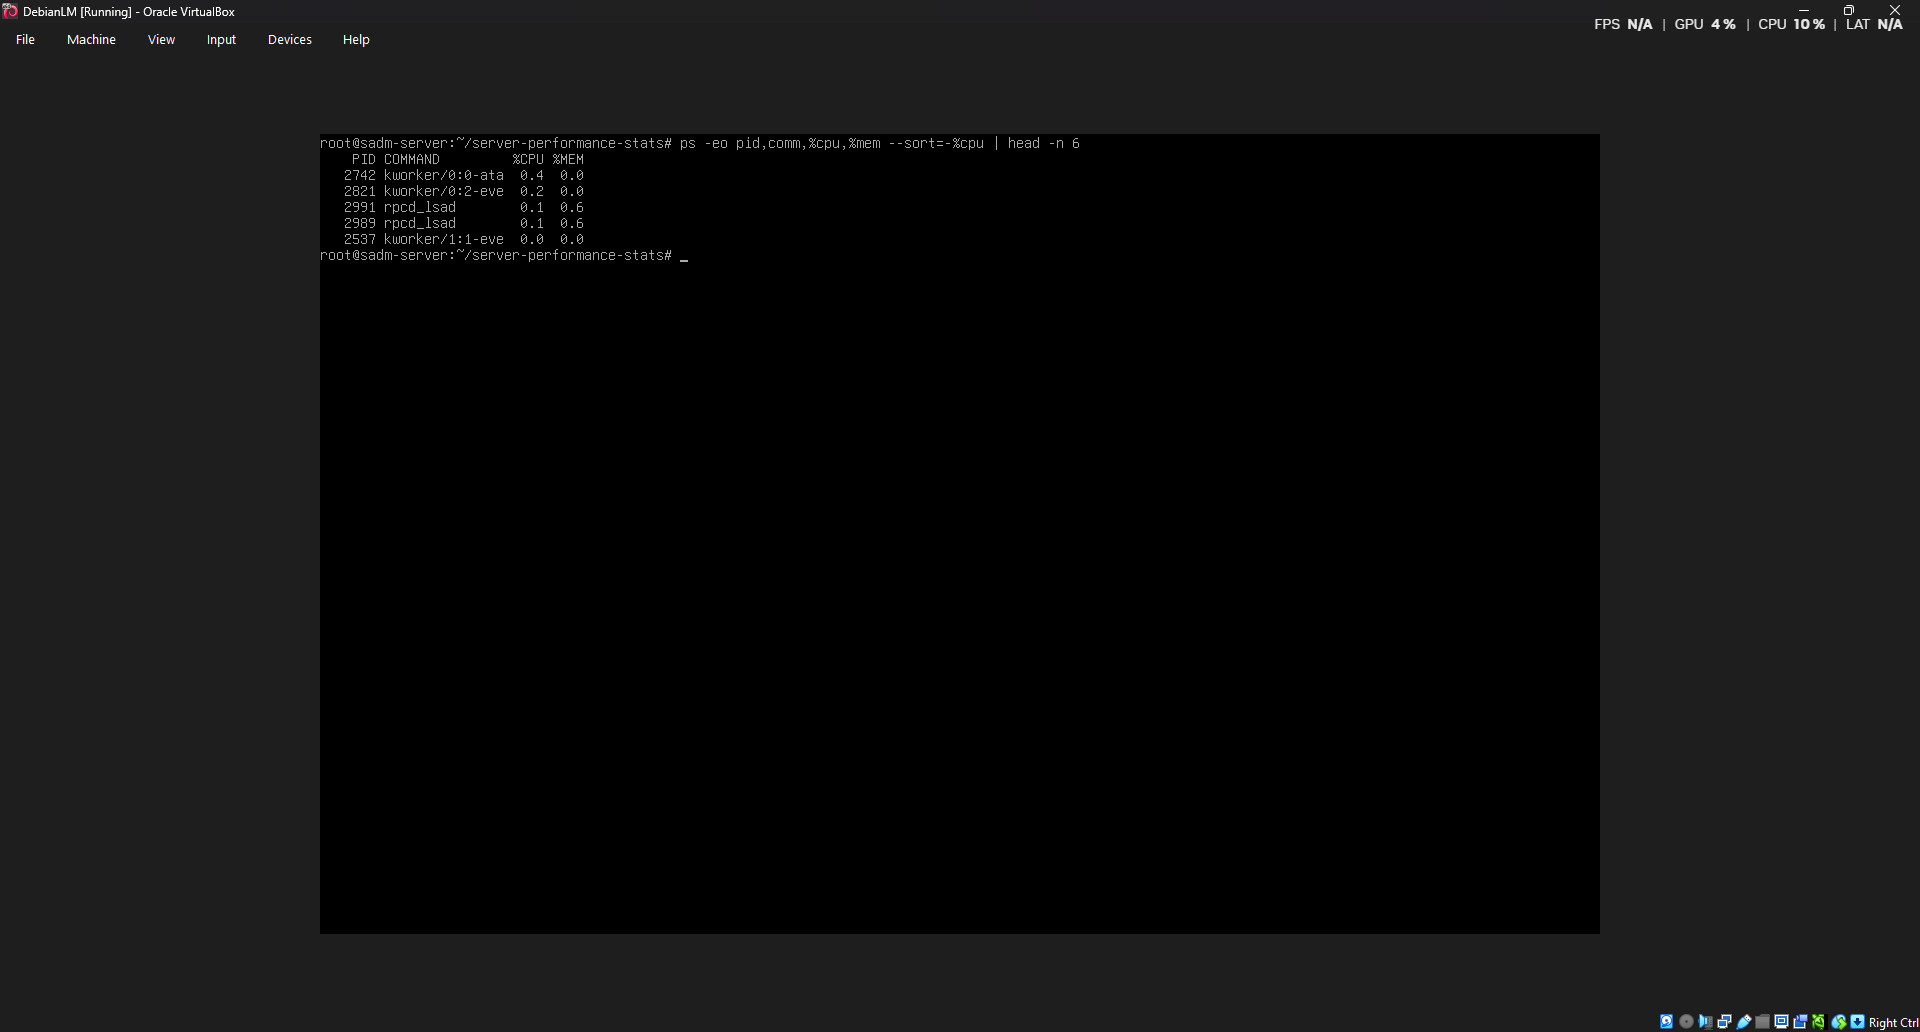 DebianLM [Running] - Oracle VirtualBox
FPS N/A | GPU 4% | CPU 10% | LAT N/A
File Machine View Input Devices Help
root@sadm-server:~/server-performance-stats# ps -eo pid,comm,%cpu,%mem --sort=-%cpu | head -n 6
PID COMMAND %CPU %MEM
2742 kworker/0:0-ata 0.4 0.0
2821 kworker/0:2-eve 0.2 0.0
2991 rpcd_lsad 0.1 0.6
2989 rpcd_lsad 0.1 0.6
2537 kworker/1:1-eve 0.0 0.0
root@sadm-server:~/server-performance-stats# _
Right Ctrl